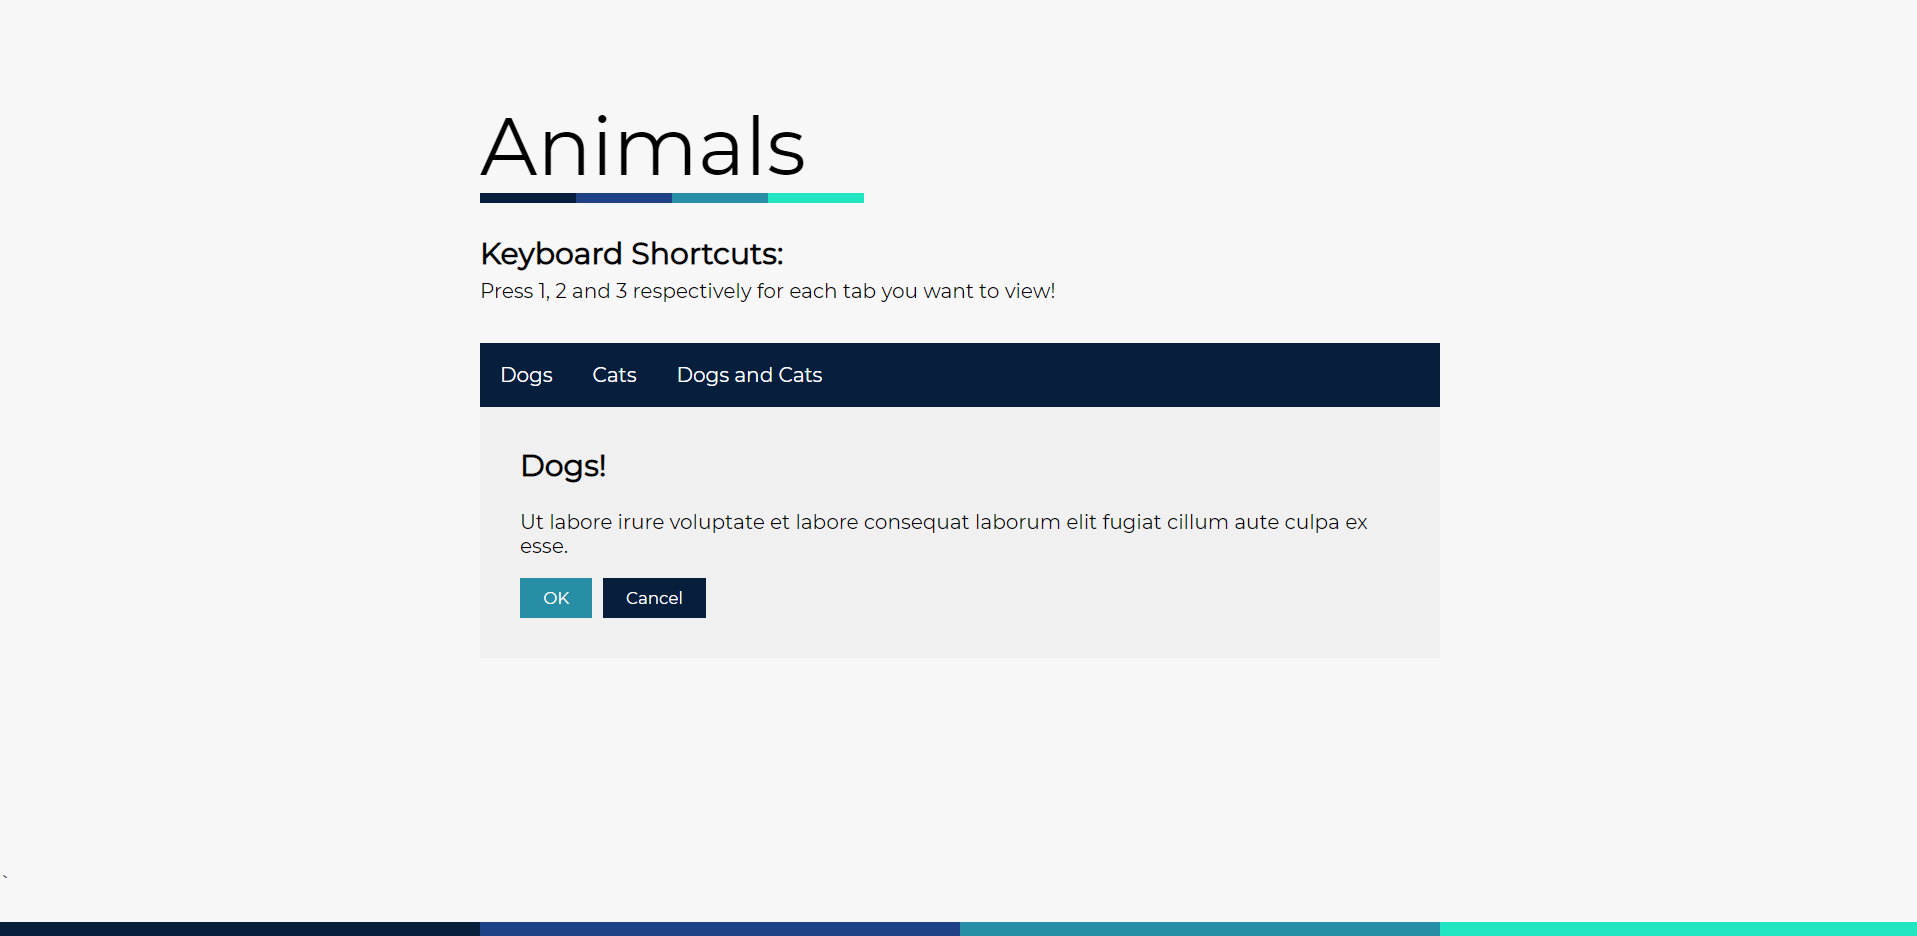 Animals
Keyboard Shortcuts:
Press 1, 2 and 3 respectively for each tab you want to view!
Dogs Cats Dogs and Cats
Dogs!
Ut labore irure voluptate et labore consequat laborum elit fugiat cillum aute culpa ex
esse.
OK Cancel
`